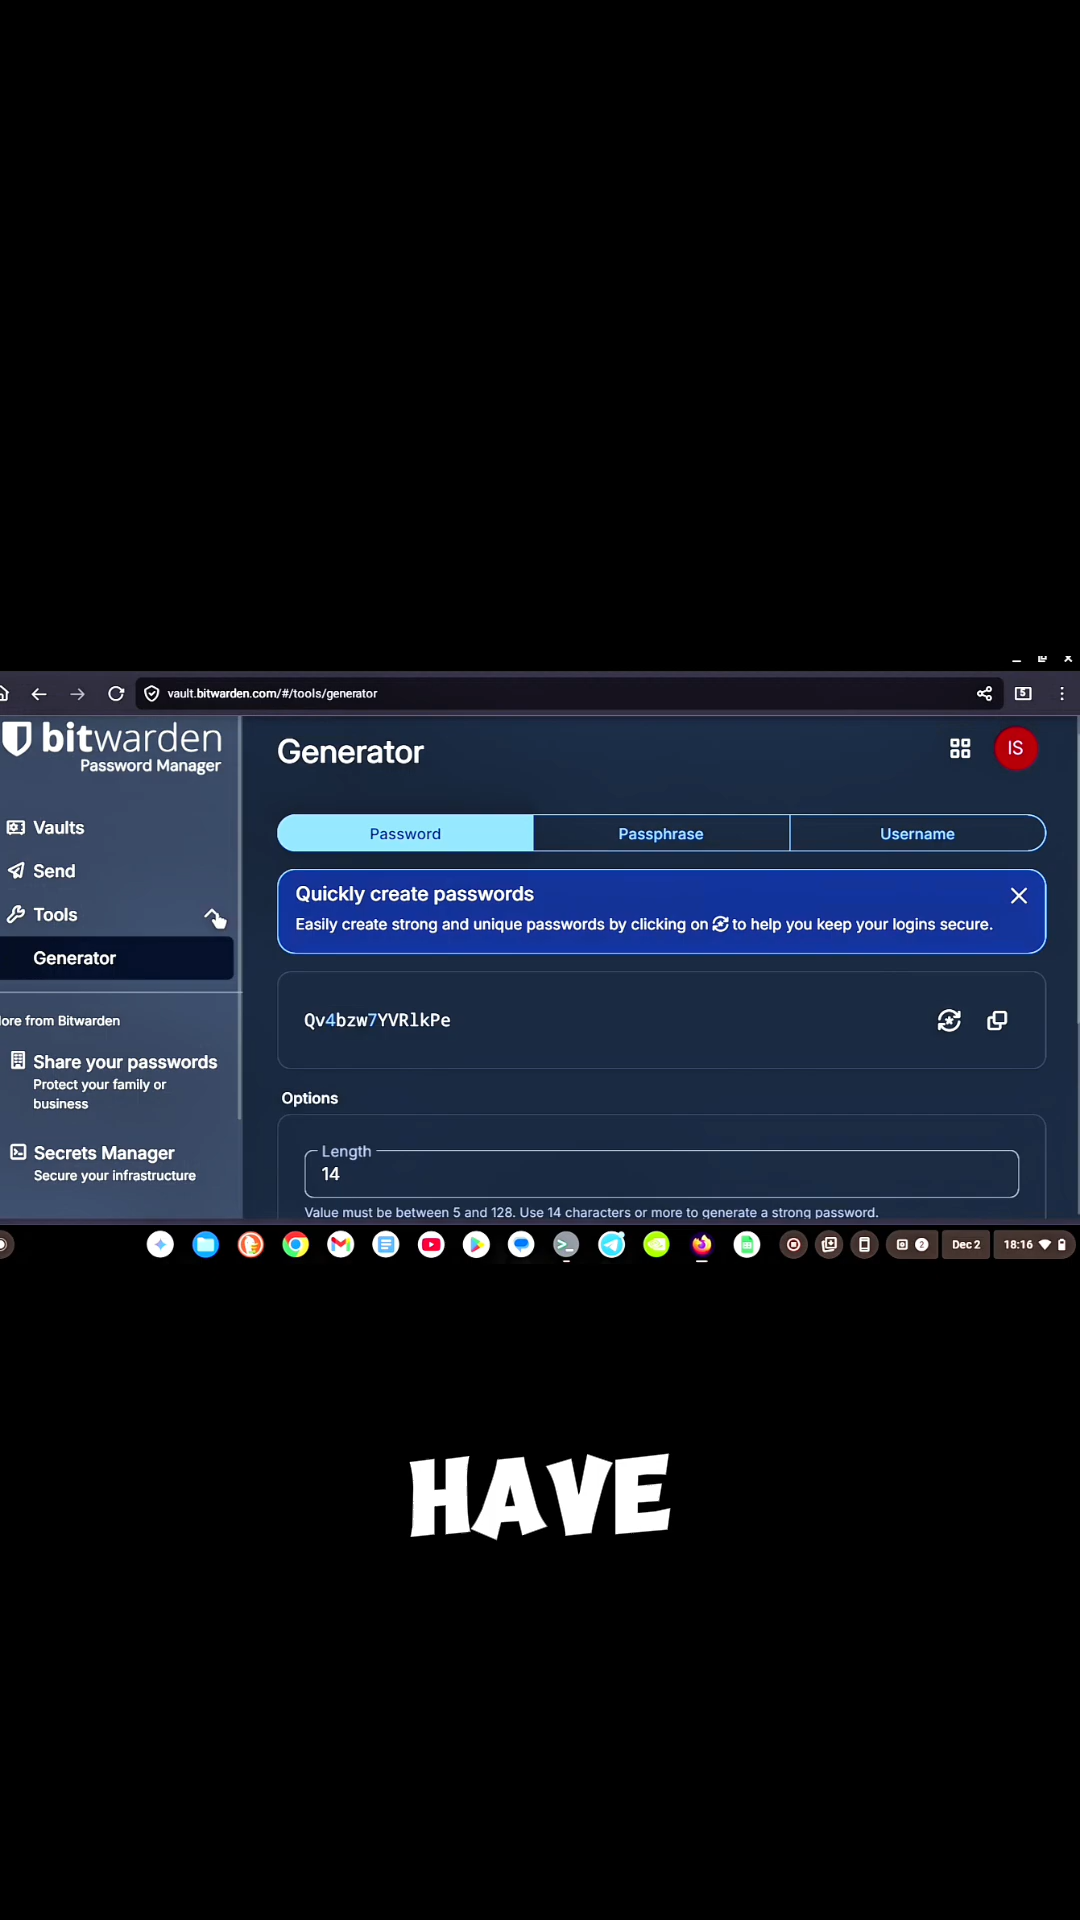 vault.bitwarden.com/#/tools/generator
5
bitwarden
Password Manager
Vaults
Send
Tools
Generator
ore from Bitwarden
Share your passwords
Protect your family or
business
Secrets Manager
Secure your infrastructure
Generator
IS
Password
Passphrase
Username
Quickly create passwords
Easily create strong and unique passwords by clicking on to help you keep your logins secure.
Qv4bzw7YVRlkPe
Options
Length
14
Value must be between 5 and 128. Use 14 characters or more to generate a strong password.
2
Dec 2
18:16
HAVE